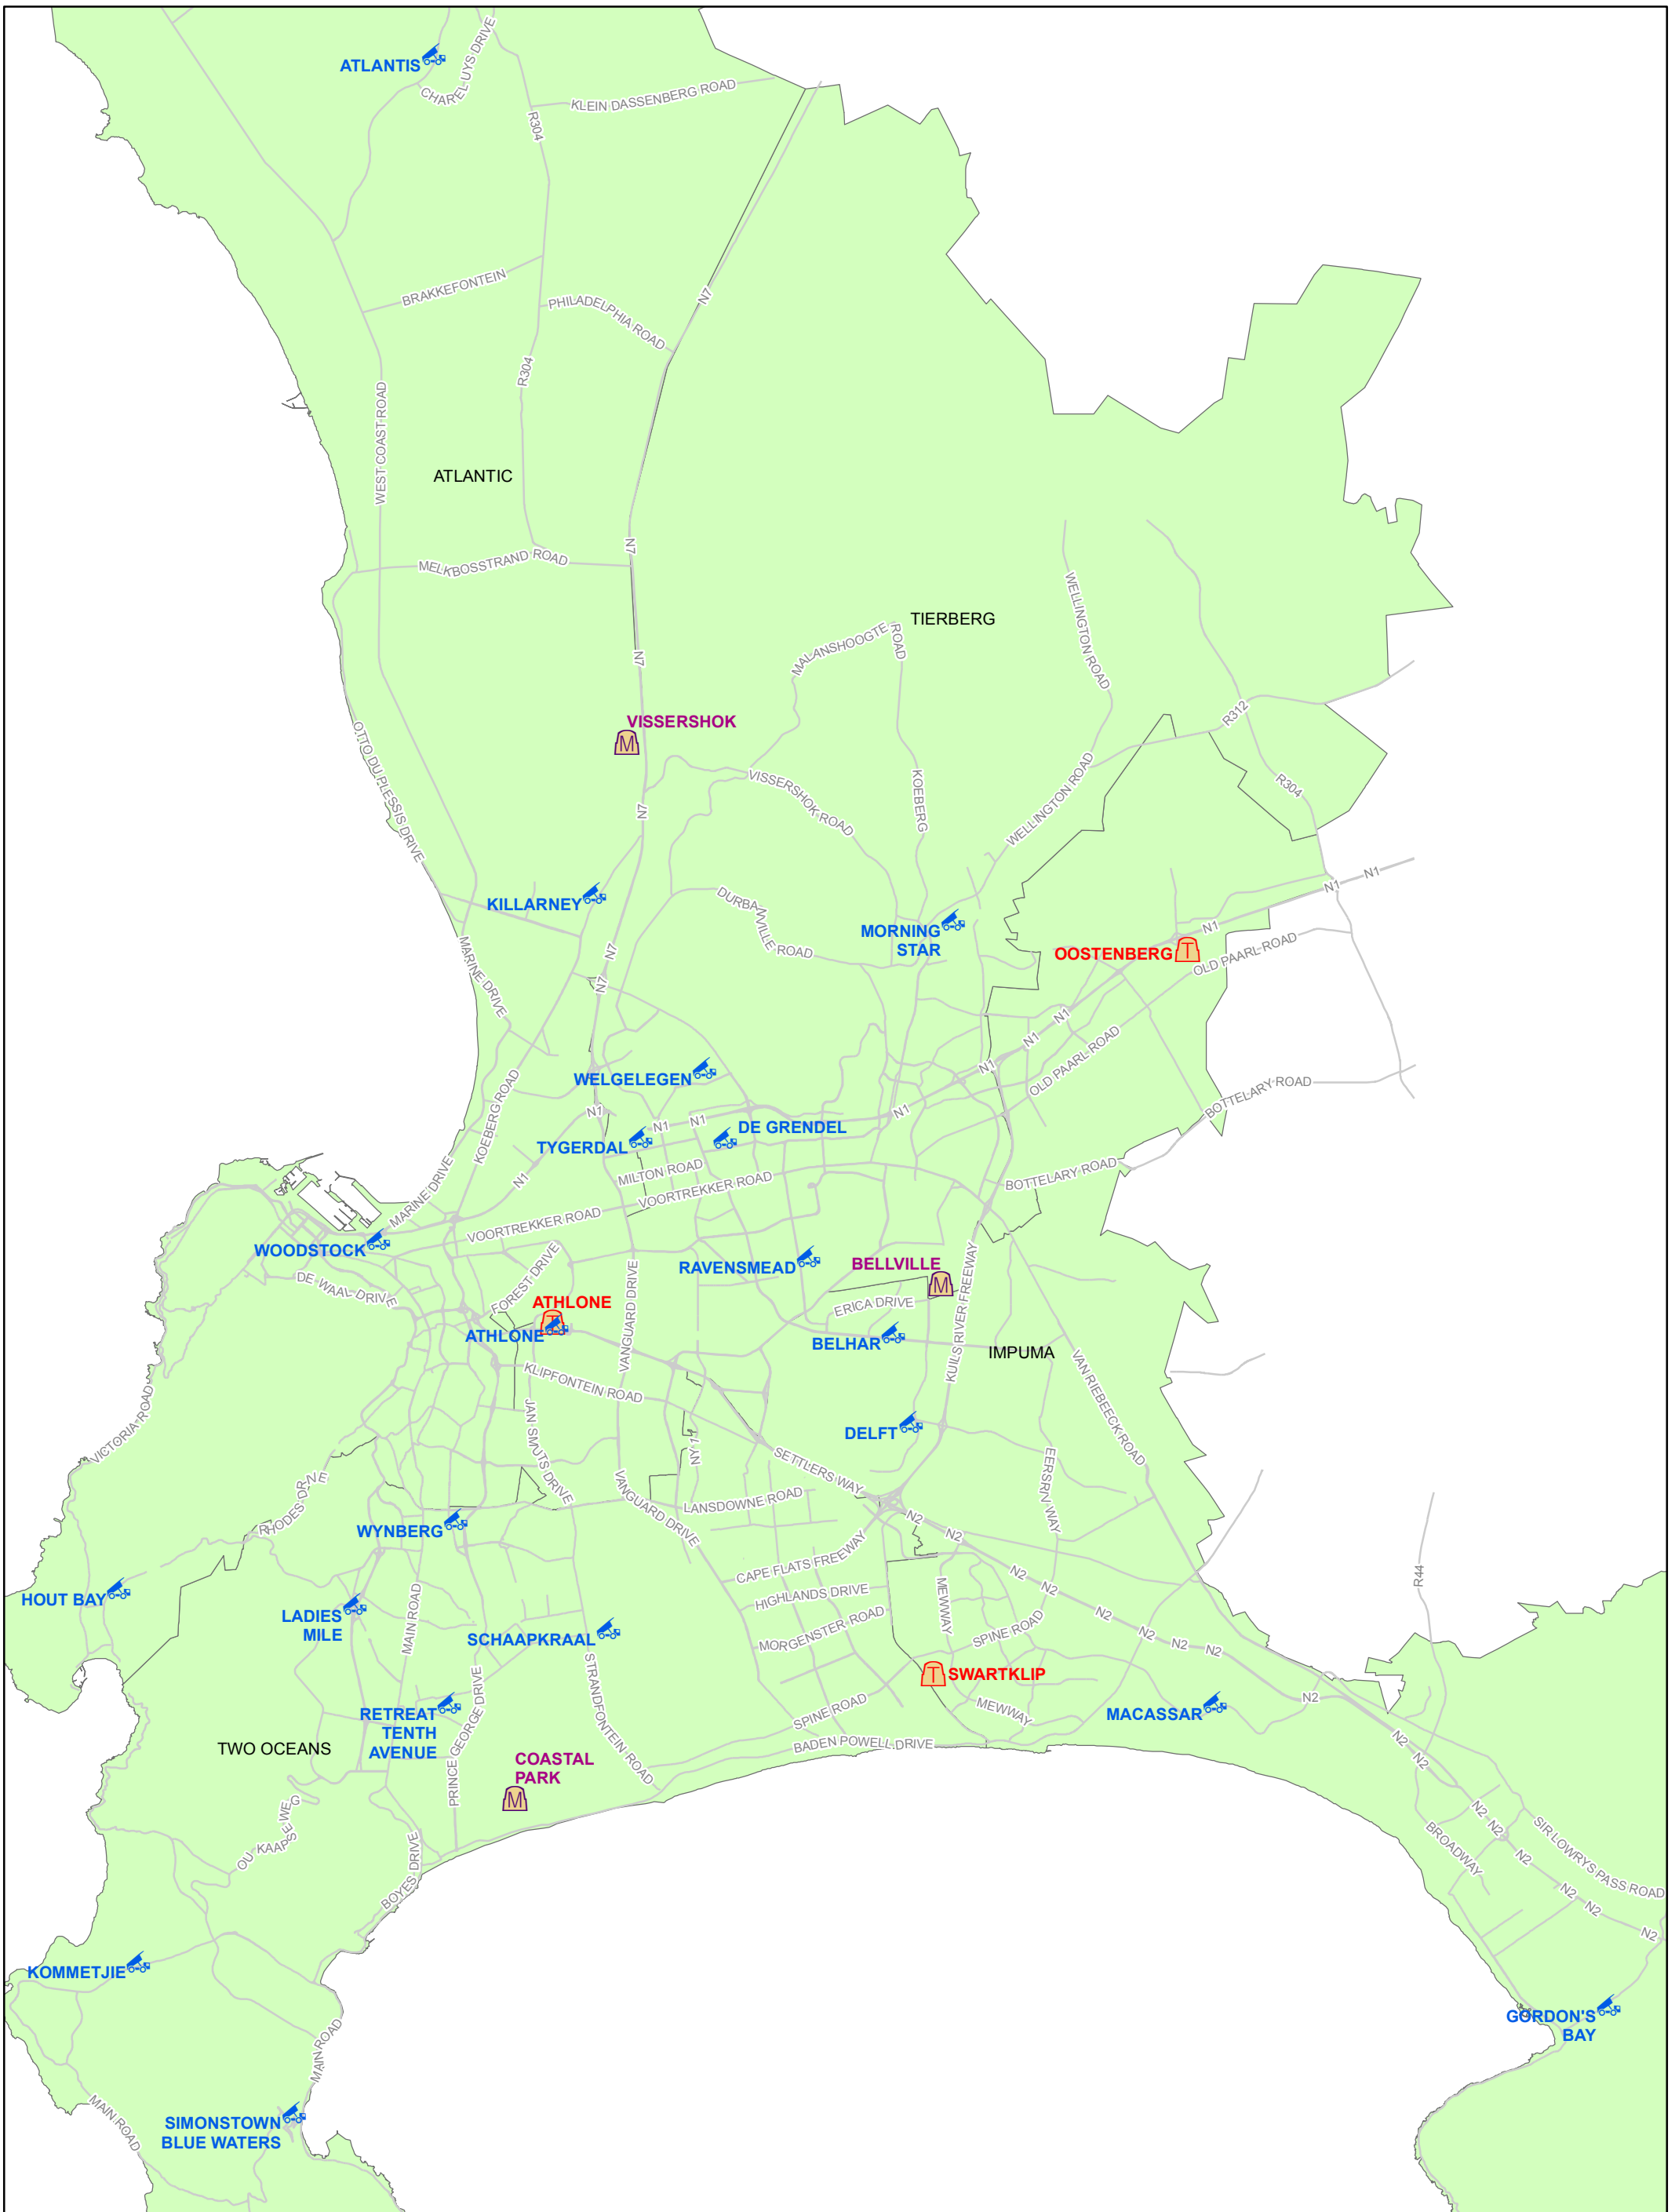 ATLANTIS
CHAREL UYS DRIVE
KLEIN DASSENBERG ROAD
R304
BRAKKEFONTEIN
PHILADELPHIA ROAD
N7
R304
WEST COAST ROAD
ATLANTIC
MELKBOSSTRAND ROAD
N7
WELLINGTON ROAD
TIERBERG
MALANSHOOGTE ROAD
N7
R312
VISSERSHOK
M
OTTO DU PLESSIS DRIVE
VISSERSHOK ROAD
KOEBERG
WELLINGTON ROAD
R304
N7
N1
N1
KILLARNEY
DURBANVILLE ROAD
MORNING
STAR
N1
OOSTENBERG
T
OLD PAARL ROAD
MARINE DRIVE
N7
N7
N1
N1
OLD PAARL ROAD
N1
WELGELEGEN
BOTTELARY ROAD
KOEBERG ROAD
N1
N1
N1
N1
DE GRENDEL
TYGERDAL
MILTON ROAD
BOTTELARY ROAD
N1
VOORTREKKER ROAD
MARINE DRIVE
VOORTREKKER ROAD
WOODSTOCK
RAVENSMEAD
BELLVILLE
M
DE WAAL DRIVE
FOREST DRIVE
VANGUARD DRIVE
ERICA DRIVE
KUILS RIVER FREEWAY
ATHLONE
T
ATHLONE
BELHAR
IMPUMA
VAN RIEBEECK ROAD
KLIPFONTEIN ROAD
VICTORIA ROAD
JAN SMUTS DRIVE
DELFT
NY 1
SETTLERS WAY
EERSRIV WAY
RHODES DRIVE
VANGUARD DRIVE
LANSDOWNE ROAD
WYNBERG
N2
N2
CAPE FLATS FREEWAY
N2
N2
R44
HOUT BAY
HIGHLANDS DRIVE
MEWWAY
N2
LADIES
MILE
MAIN ROAD
MORGENSTER ROAD
SPINE ROAD
N2
N2
N2
SCHAAPKRAAL
SWARTKLIP
T
STRANDFONTEIN ROAD
PRINCE GEORGE DRIVE
RETREAT
TENTH
AVENUE
SPINE ROAD
MEWWAY
MACASSAR
N2
TWO OCEANS
BADEN POWELL DRIVE
N2
N2
COASTAL
PARK
M
OU KAAPSE WEG
BOYES DRIVE
N2
N2
N2
BROADWAY
SIR LOWRYS PASS ROAD
N2
N2
N2
KOMMETJIE
GORDON'S
BAY
MAIN ROAD
MAIN ROAD
SIMONSTOWN
BLUE WATERS